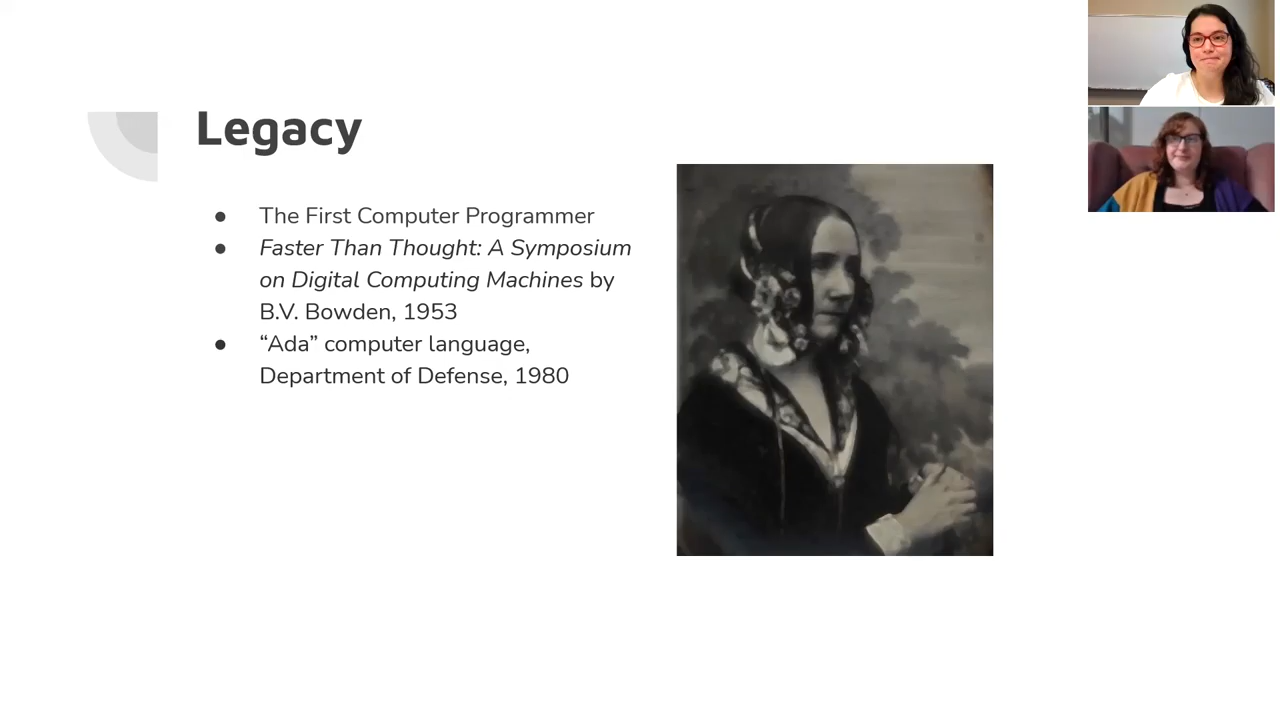 Legacy
● The First Computer Programmer
● Faster Than Thought: A Symposium
on Digital Computing Machines by
B.V. Bowden, 1953
● “Ada” computer language,
Department of Defense, 1980